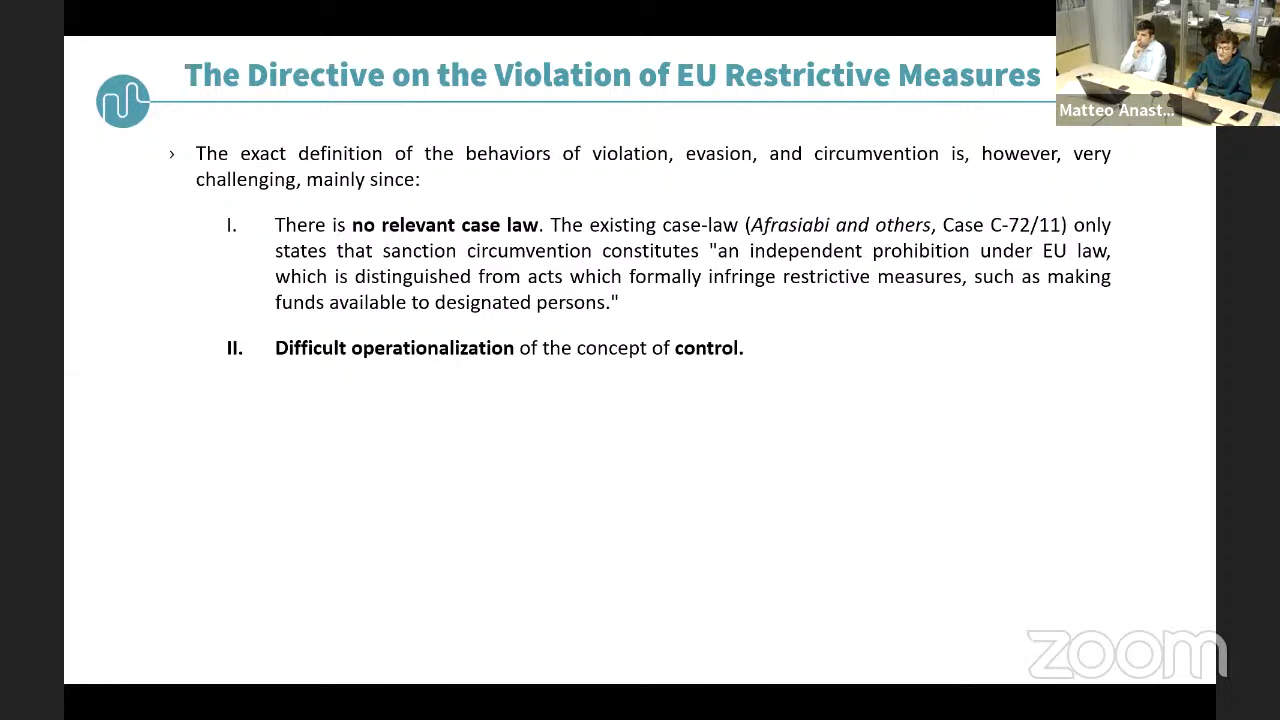 The Directive on the Violation of EU Restrictive Measures
Matteo Anast...
› The exact definition of the behaviors of violation, evasion, and circumvention is, however, very
challenging, mainly since:
I. There is no relevant case law. The existing case-law (Afrasiabi and others, Case C-72/11) only
states that sanction circumvention constitutes "an independent prohibition under EU law,
which is distinguished from acts which formally infringe restrictive measures, such as making
funds available to designated persons."
II. Difficult operationalization of the concept of control.
zoom